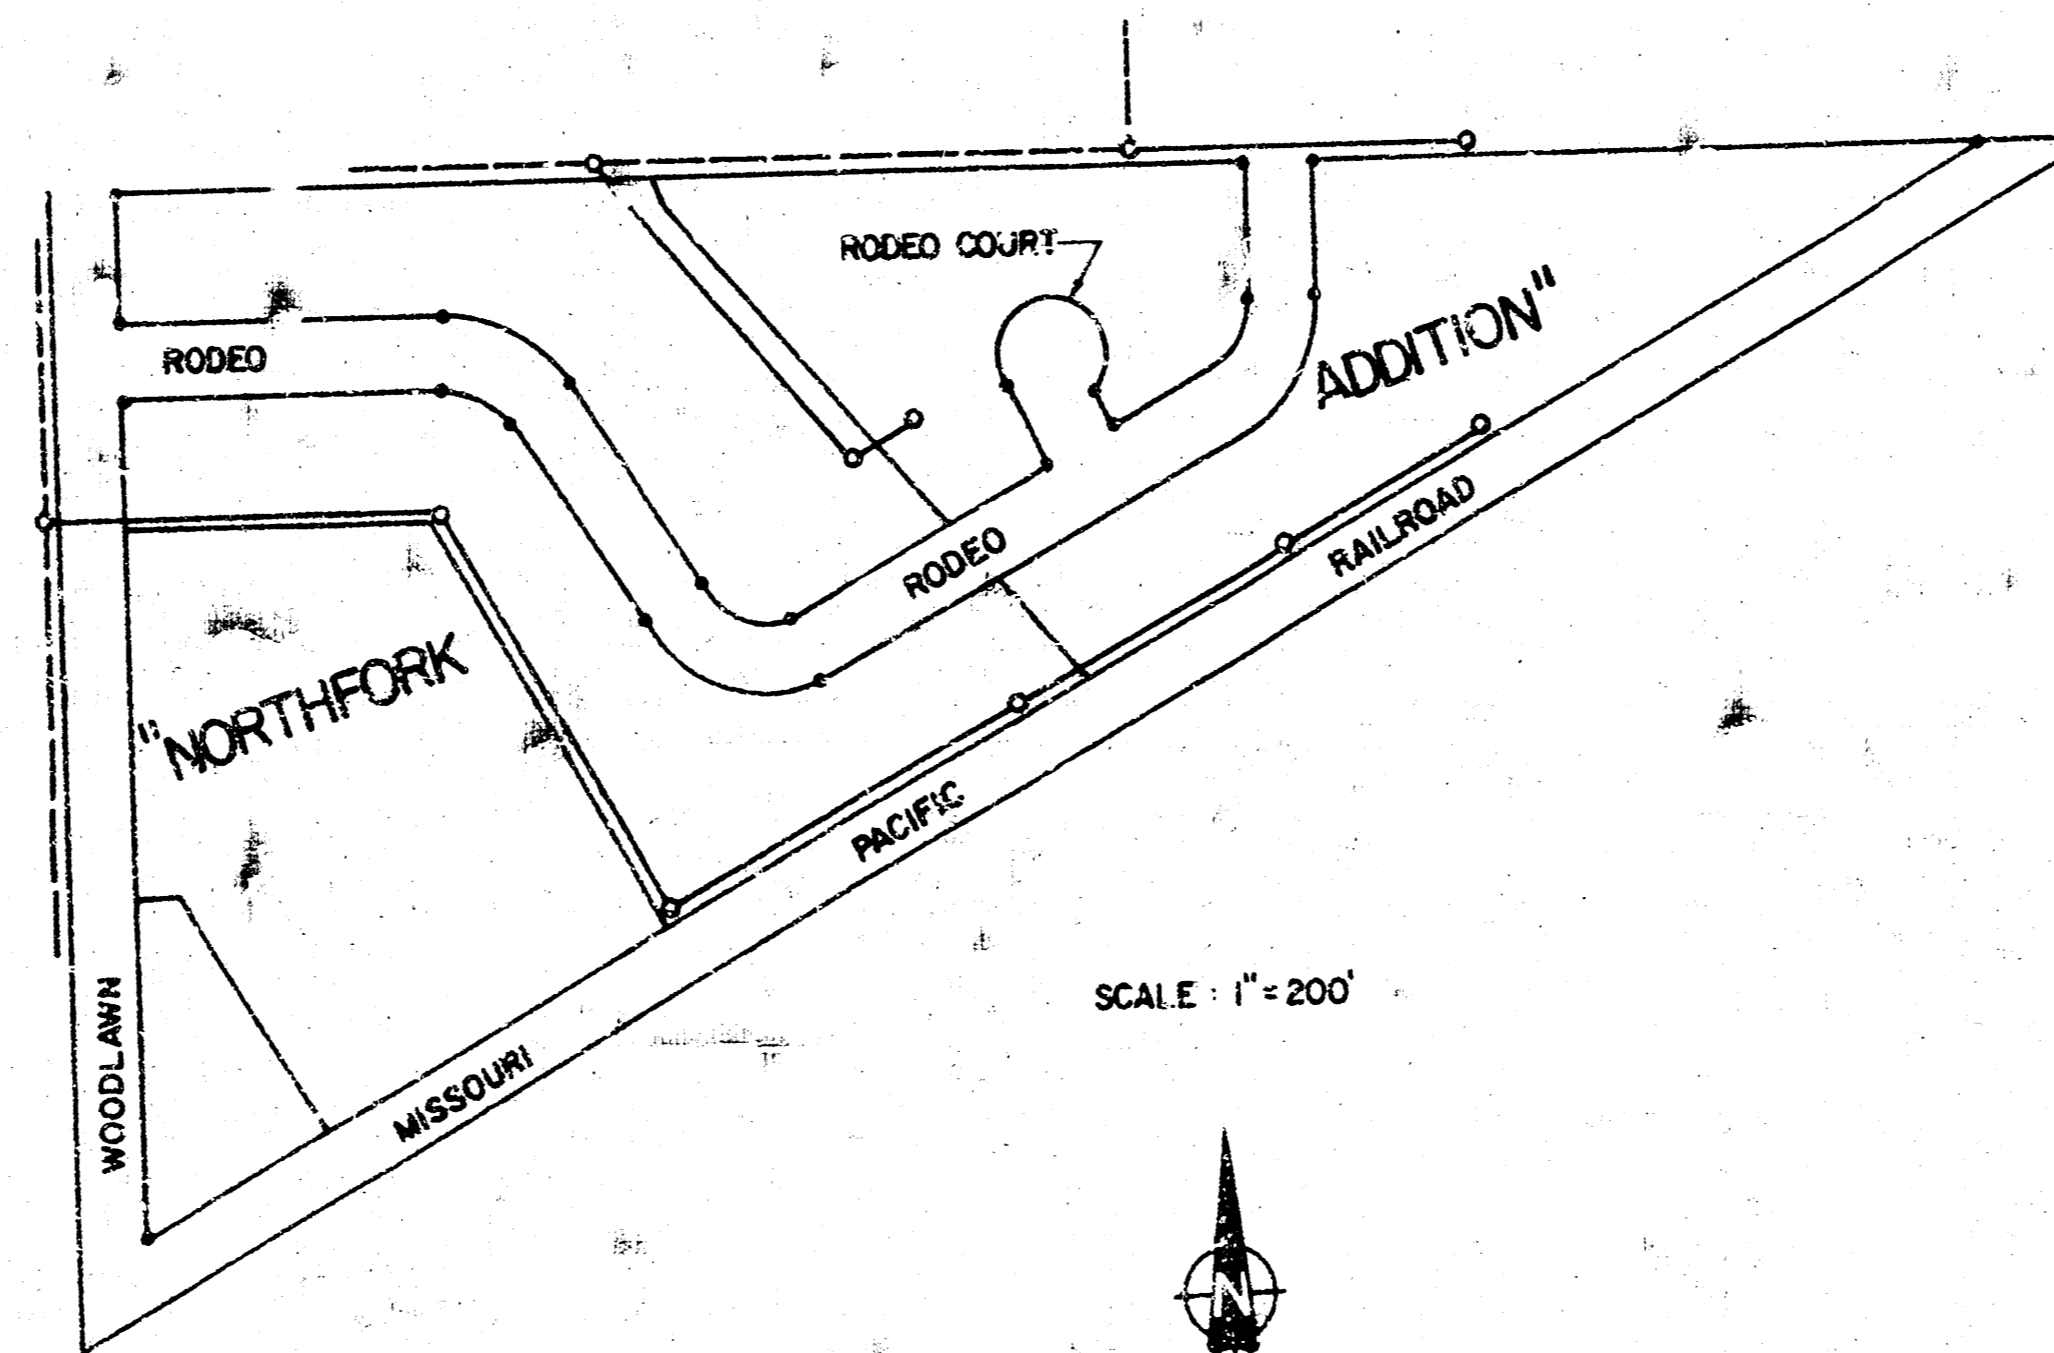 RODEO COURT
ADDITION"
RODEO
RODEO
RAILROAD
"NORTHFORK
PACIFIC
SCALE : 1" = 200'
WOODLAWN
MISSOURI
N